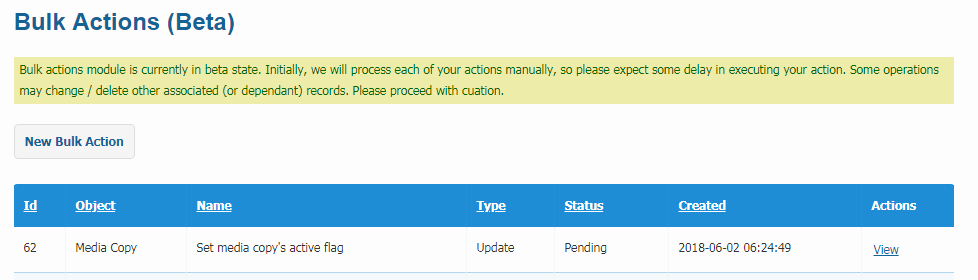 Bulk Actions (Beta)
Bulk actions module is currently in beta state. Initially, we will process each of your actions manually, so please expect some delay in executing your action. Some operations
may change / delete other associated (or dependant) records. Please proceed with cuation.
New Bulk Action
Id Object Name Type Status Created Actions
62 Media Copy Set media copy's active flag Update Pending 2018-06-02 06:24:49 View